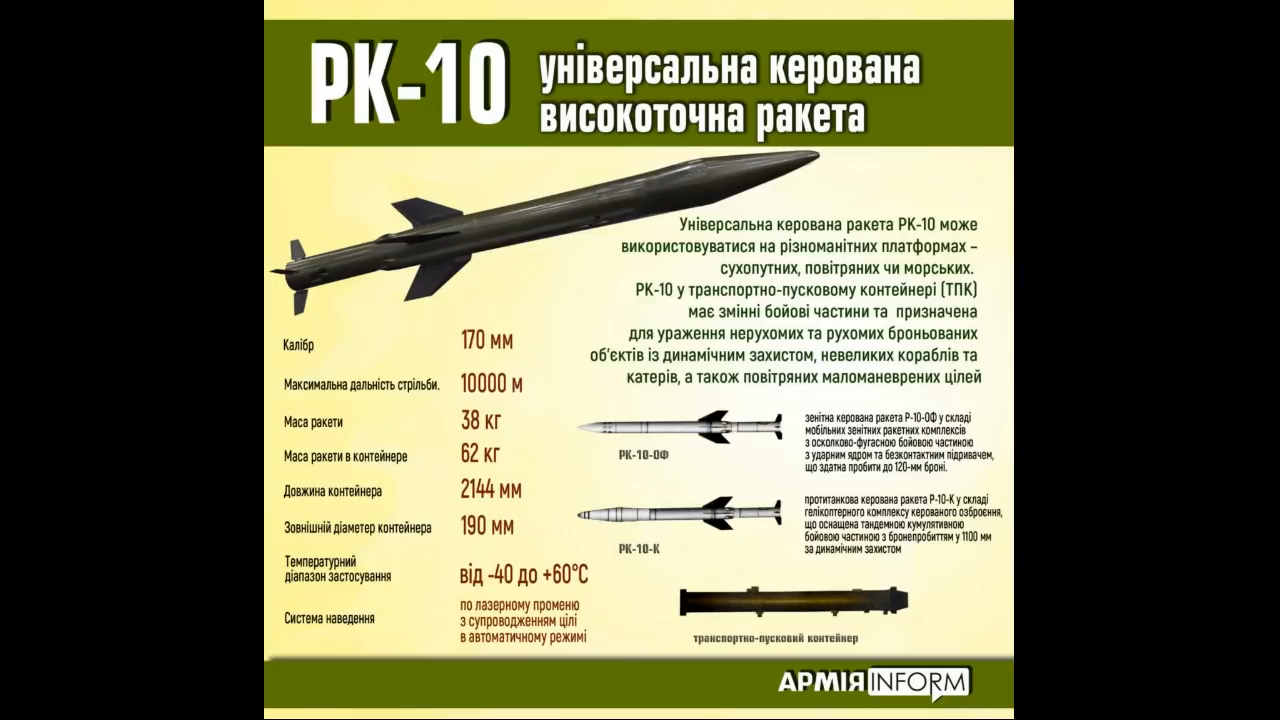 РК-10
універсальна керована
високоточна ракета
Універсальна керована ракета РК-10 може
використовуватися на різноманітних платформах –
сухопутних, повітряних чи морських.
РК-10 у транспортно-пусковому контейнері (ТПК)
має змінні бойові частини та призначена
для ураження нерухомих та рухомих броньованих
об'єктів із динамічним захистом, невеликих кораблів та
катерів, а також повітряних маломаневрених цілей
Калібр 170 мм
Максимальна дальність стрільби. 10000 м
Маса ракети 38 кг
Маса ракети в контейнере 62 кг
Довжина контейнера 2144 мм
Зовнішній діаметр контейнера 190 мм
Температурний
діапазон застосування від -40 до +60°С
Система наведення
по лазерному променю
з супроводженням цілі
в автоматичному режимі
РК-10-ОФ
зенітна керована ракета Р-10-ОФ у складі
мобільних зенітних ракетних комплексів
з осколково-фугасною бойовою частиною
з ударним ядром та безконтактним підривачем,
що здатна пробити до 120-мм броні.
РК-10-К
протитанкова керована ракета Р-10-К у складі
гелікоптерного комплексу керованого озброєння,
що оснащена тандемною кумулятивною
бойовою частиною з бронепробиттям у 1100 мм
за динамічним захистом
транспортно-пусковий контейнер
АРМІЯ INFORM